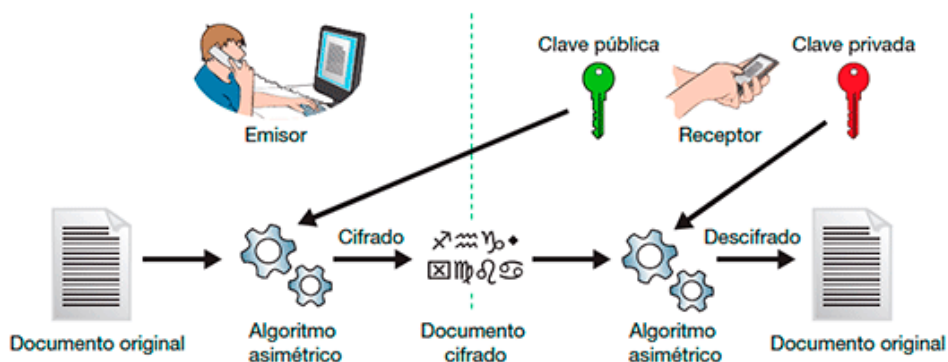 Clave pública
Clave privada
Emisor
Receptor
Cifrado
Descifrado
Documento original
Algoritmo
asimétrico
Documento
cifrado
Algoritmo
asimétrico
Documento original